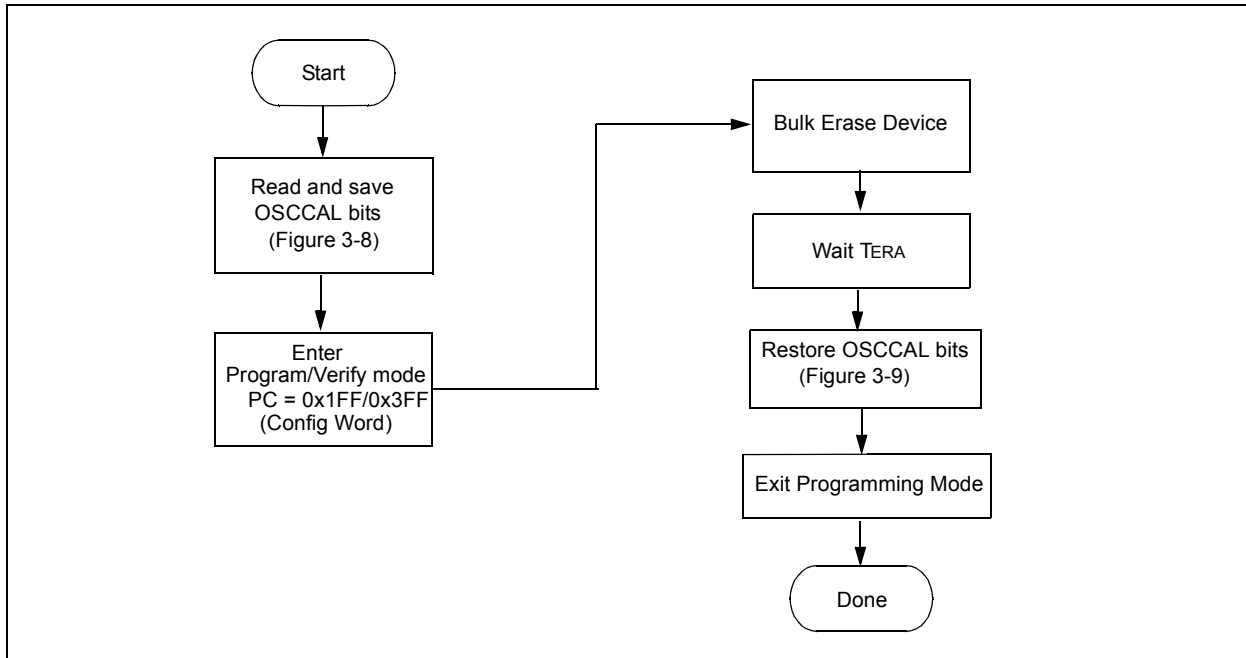 Start
Read and save
OSCCAL bits
(Figure 3-8)
Enter
Program/Verify mode
PC = 0x1FF/0x3FF
(Config Word)
Bulk Erase Device
Wait TERA
Restore OSCCAL bits
(Figure 3-9)
Exit Programming Mode
Done